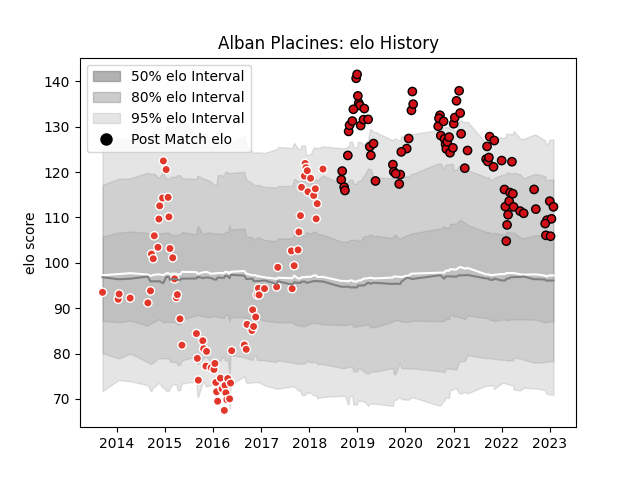 Alban Placines: elo History
50% elo Interval
80% elo Interval
95% elo Interval
Post Match elo
elo score
140
130
120
110
100
90
80
70
2014 2015 2016 2017 2018 2019 2020 2021 2022 2023